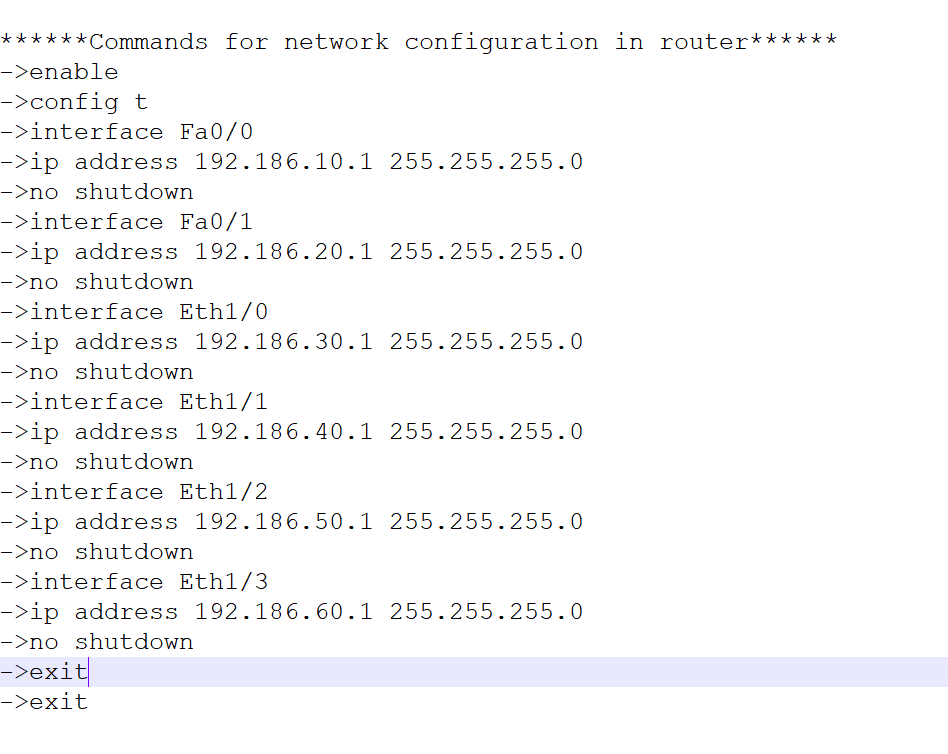 ******Commands for network configuration in router******
->enable
->config t
->interface Fa0/0
->ip address 192.186.10.1 255.255.255.0
->no shutdown
->interface Fa0/1
->ip address 192.186.20.1 255.255.255.0
->no shutdown
->interface Eth1/0
->ip address 192.186.30.1 255.255.255.0
->no shutdown
->interface Eth1/1
->ip address 192.186.40.1 255.255.255.0
->no shutdown
->interface Eth1/2
->ip address 192.186.50.1 255.255.255.0
->no shutdown
->interface Eth1/3
->ip address 192.186.60.1 255.255.255.0
->no shutdown
->exit
->exit